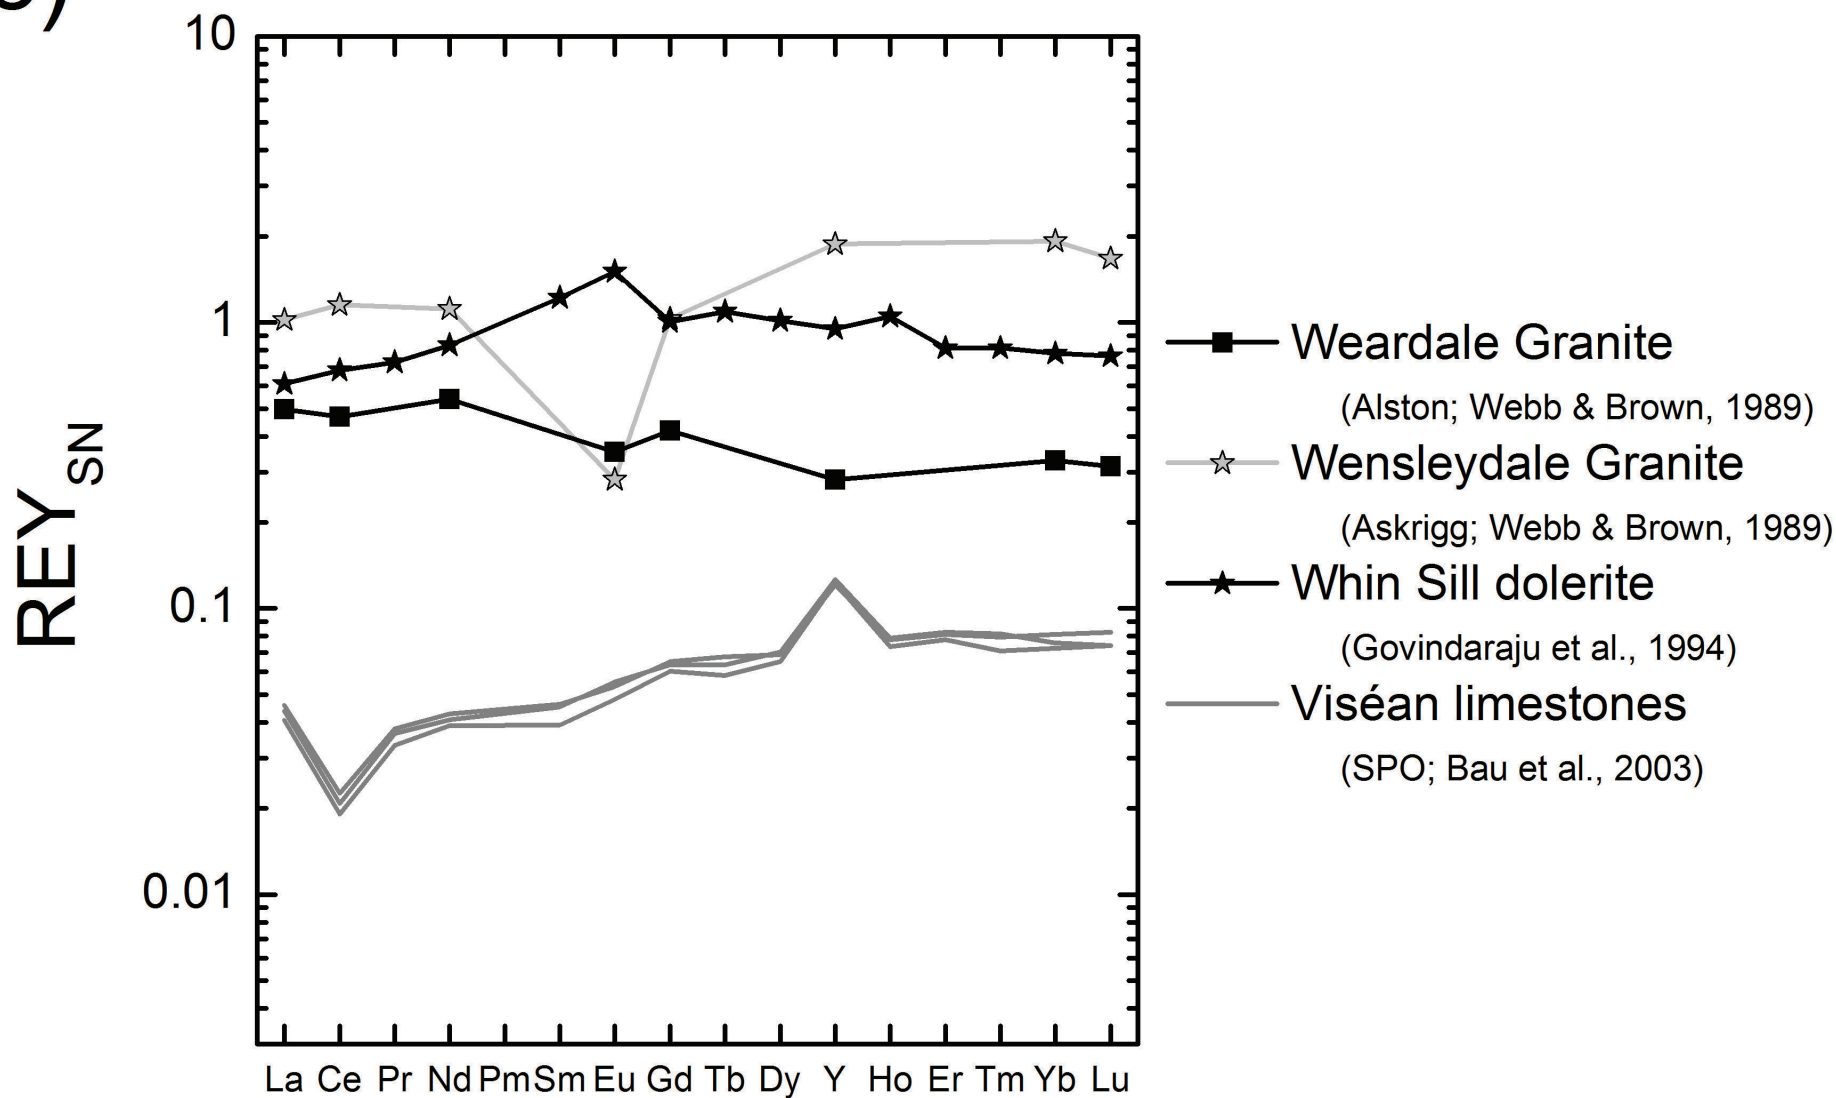 10
1
0.1
0.01
REY SN
La Ce Pr Nd Pm Sm Eu Gd Tb Dy Y Ho Er Tm Yb Lu
Weardale Granite
(Alston; Webb & Brown, 1989)
Wensleydale Granite
(Askrigg; Webb & Brown, 1989)
Whin Sill dolerite
(Govindaraju et al., 1994)
Viséan limestones
(SPO; Bau et al., 2003)